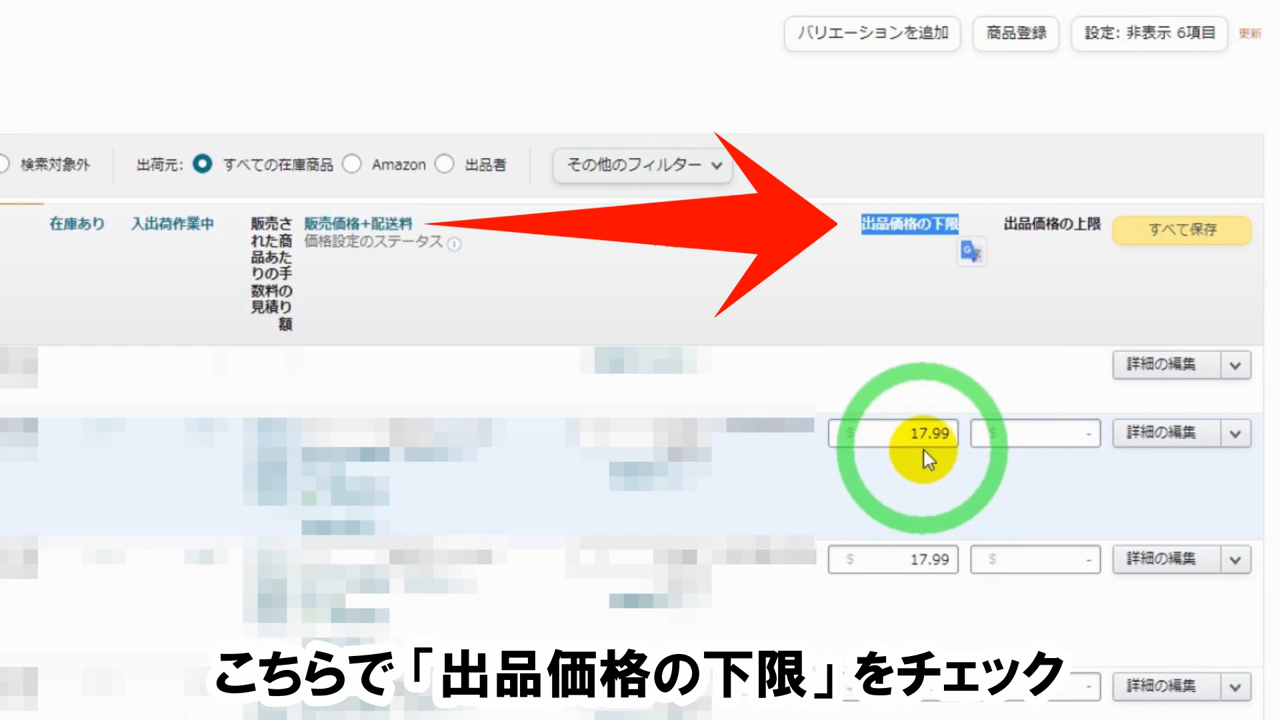 バリエーションを追加 商品登録 設定: 非表示 6項目 更新
検索対象外 出荷元: すべての在庫商品 Amazon 出品者 その他のフィルター
在庫あり 入出荷作業中 販売さ 販売価格+配送料 出品価格の下限 出品価格の上限 すべて保存
れた商 価格設定のステータス
品あた
りの手
数料の
見積り
額
詳細の編集
$ 17.99 $ - 詳細の編集
$ 17.99 $ - 詳細の編集
- 詳細の編集
こちらで「出品価格の下限」をチェック